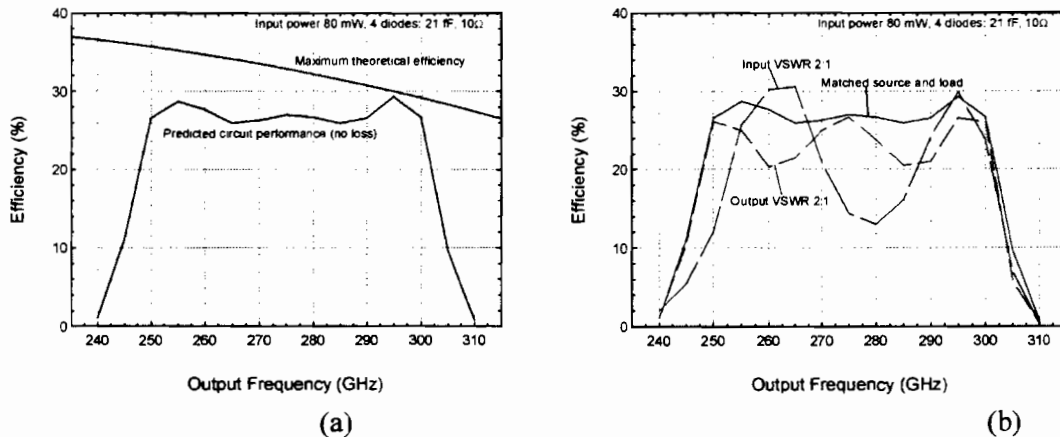 Input power 80 mW, 4 diodes: 21 fF, 10Ω
Maximum theoretical efficiency
Predicted circuit performance (no loss)
Efficiency (%)
40
30
20
10
0
240 250 260 270 280 290 300 310
Output Frequency (GHz)
(a)
Input power 80 mW, 4 diodes: 21 fF, 10Ω
Input VSWR 2:1
Matched source and load
Output VSWR 2:1
Efficiency (%)
40
30
20
10
0
240 250 260 270 280 290 300 310
Output Frequency (GHz)
(b)